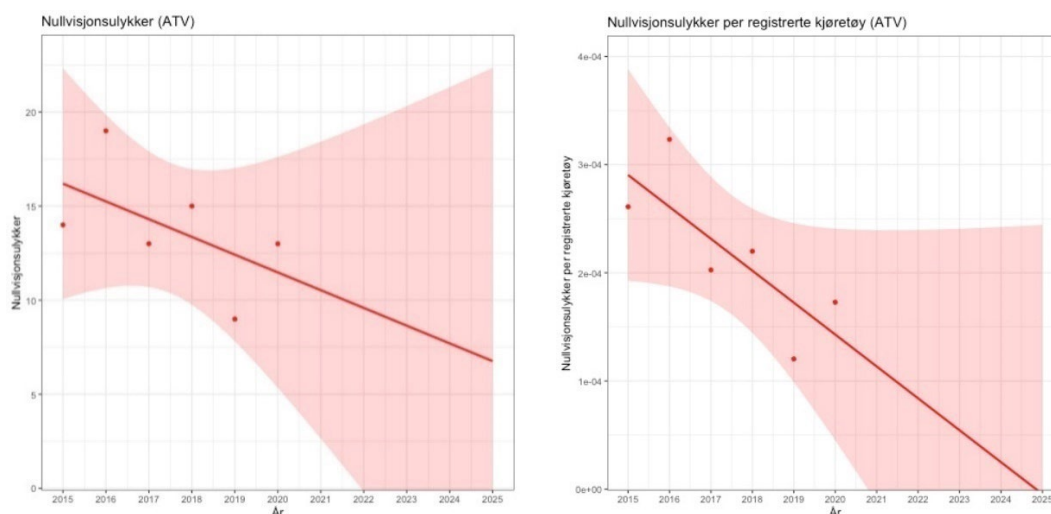 Nullvisjonsulykker (ATV)
Nullvisjonsulykker
20
15
10
5
0
2015 2016 2017 2018 2019 2020 2021 2022 2023 2024 2025
År
Nullvisjonsulykker per registrerte kjøretøy (ATV)
Nullvisjonsulykker per registrerte kjøretøy
4e-04
3e-04
2e-04
1e-04
0e+00
2015 2016 2017 2018 2019 2020 2021 2022 2023 2024 2025
År